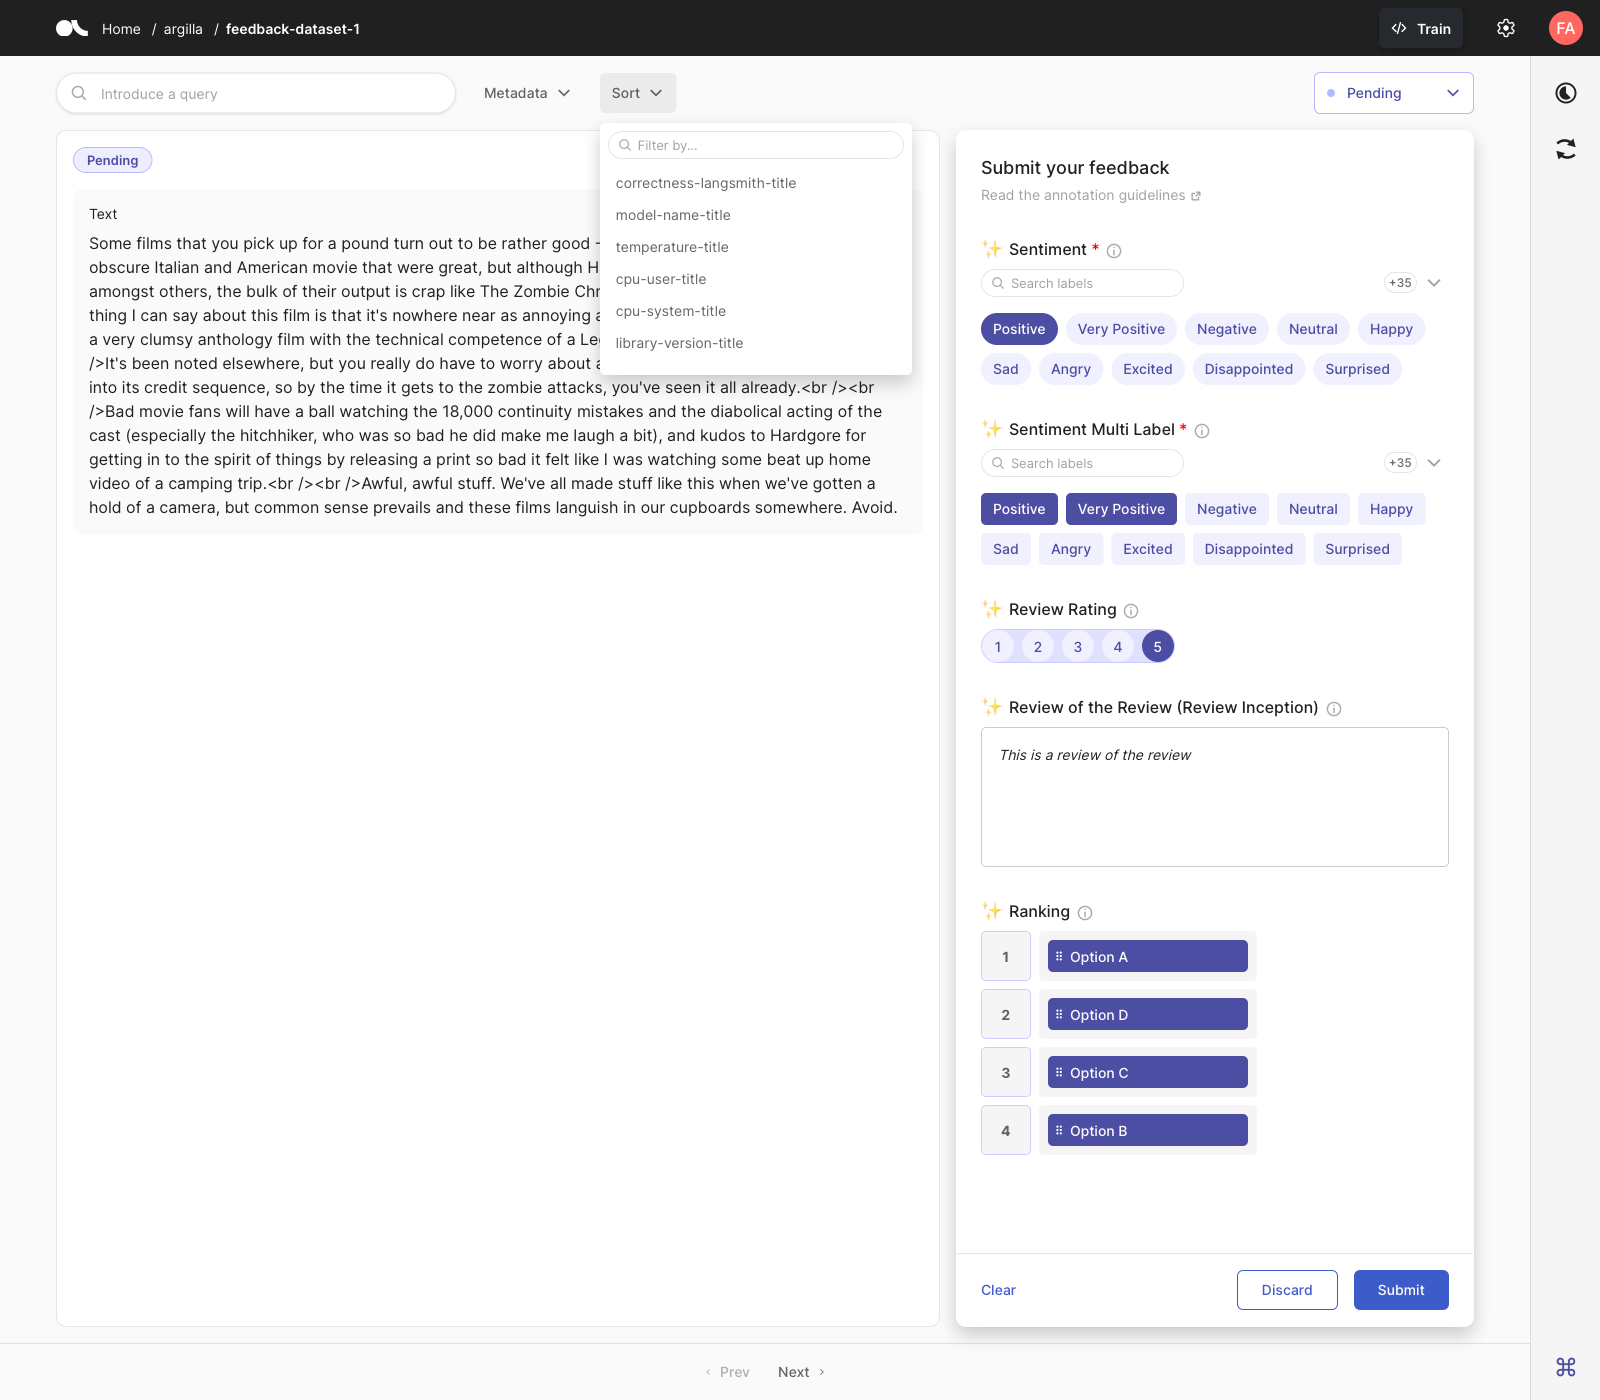 Home / argilla / feedback-dataset-1
Train
FA
Introduce a query
Metadata
Sort
Pending
Filter by...
correctness-langsmith-title
model-name-title
temperature-title
cpu-user-title
cpu-system-title
library-version-title
Pending
Text
Some films that you pick up for a pound turn out to be rather good -
obscure Italian and American movie that were great, but although H
amongst others, the bulk of their output is crap like The Zombie Chr
thing I can say about this film is that it's nowhere near as annoying a
a very clumsy anthology film with the technical competence of a Le
/>It's been noted elsewhere, but you really do have to worry about a
into its credit sequence, so by the time it gets to the zombie attacks, you've seen it all already.<br /><br
/>Bad movie fans will have a ball watching the 18,000 continuity mistakes and the diabolical acting of the
cast (especially the hitchhiker, who was so bad he did make me laugh a bit), and kudos to Hardgore for
getting in to the spirit of things by releasing a print so bad it felt like I was watching some beat up home
video of a camping trip.<br /><br />Awful, awful stuff. We've all made stuff like this when we've gotten a
hold of a camera, but common sense prevails and these films languish in our cupboards somewhere. Avoid.
Submit your feedback
Read the annotation guidelines
Sentiment *
Search labels
+35
Positive Very Positive Negative Neutral Happy
Sad Angry Excited Disappointed Surprised
Sentiment Multi Label *
Search labels
+35
Positive Very Positive Negative Neutral Happy
Sad Angry Excited Disappointed Surprised
Review Rating
1 2 3 4 5
Review of the Review (Review Inception)
This is a review of the review
Ranking
1 Option A
2 Option D
3 Option C
4 Option B
Clear
Discard
Submit
Prev
Next